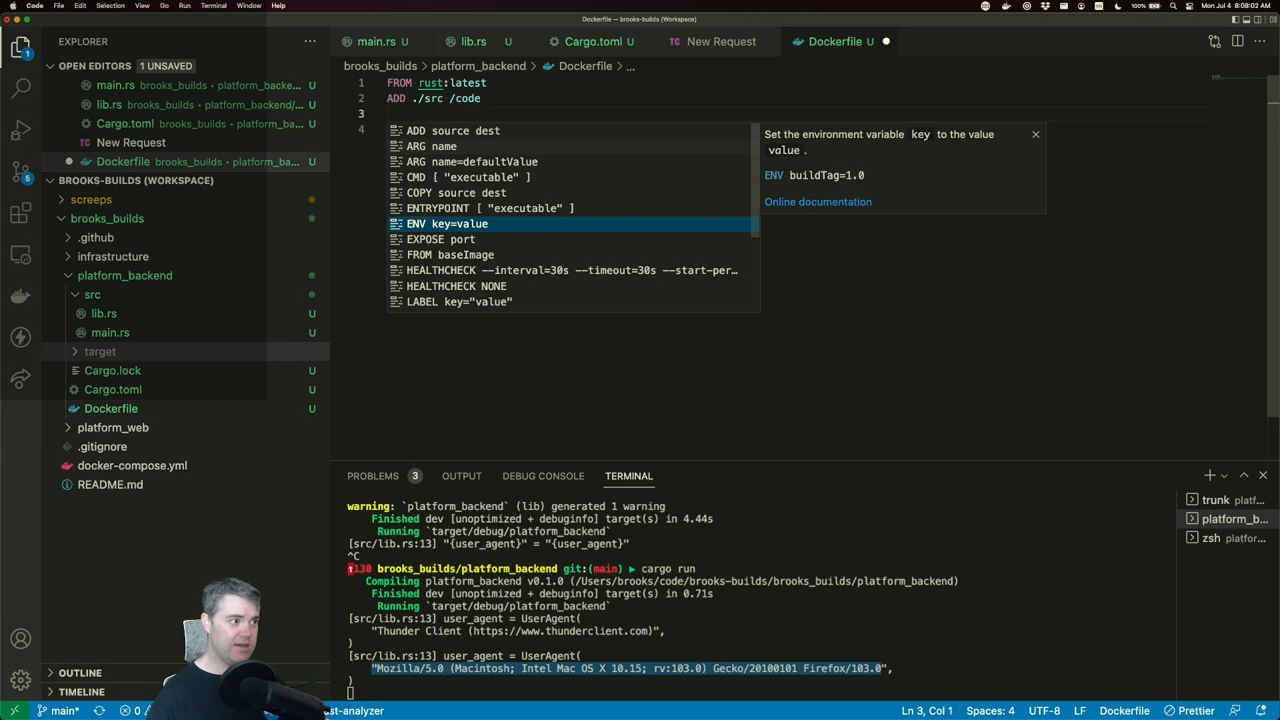 Code File Edit Selection View Go Run Terminal Window Help
100% Mon Jul 4 8:08:02 AM
Dockerfile — brooks-builds (Workspace)
EXPLORER
main.rs U
lib.rs U
Cargo.toml U
New Request
Dockerfile U
OPEN EDITORS 1 UNSAVED
main.rs brooks_builds • platform_backe... U
lib.rs brooks_builds • platform_backend/... U
Cargo.toml brooks_builds • platform_ba... U
New Request
Dockerfile brooks_builds • platform_ba... U
BROOKS-BUILDS (WORKSPACE)
screeps
brooks_builds
.github
infrastructure
platform_backend
src
lib.rs U
main.rs U
target
Cargo.lock U
Cargo.toml U
Dockerfile U
platform_web
.gitignore
docker-compose.yml
README.md
OUTLINE
TIMELINE
1
5
brooks_builds > platform_backend > Dockerfile > ...
1 FROM rust:latest
2 ADD ./src /code
3
4
ADD source dest
ARG name
ARG name=defaultValue
CMD [ "executable" ]
COPY source dest
ENTRYPOINT [ "executable" ]
ENV key=value
EXPOSE port
FROM baseImage
HEALTHCHECK --interval=30s --timeout=30s --start-per…
HEALTHCHECK NONE
LABEL key="value"
Set the environment variable key to the value
value .
ENV buildTag=1.0
Online documentation
PROBLEMS 3 OUTPUT DEBUG CONSOLE TERMINAL
warning: `platform_backend` (lib) generated 1 warning
Finished dev [unoptimized + debuginfo] target(s) in 4.44s
Running `target/debug/platform_backend`
[src/lib.rs:13] "{user_agent}" = "{user_agent}"
^C
130 brooks_builds/platform_backend git:(main) ▶ cargo run
Compiling platform_backend v0.1.0 (/Users/brooks/code/brooks-builds/brooks_builds/platform_backend)
Finished dev [unoptimized + debuginfo] target(s) in 0.71s
Running `target/debug/platform_backend`
[src/lib.rs:13] user_agent = UserAgent(
"Thunder Client (https://www.thunderclient.com)",
)
[src/lib.rs:13] user_agent = UserAgent(
"Mozilla/5.0 (Macintosh; Intel Mac OS X 10.15; rv:103.0) Gecko/20100101 Firefox/103.0",
)
trunk platf...
platform_b...
zsh platfor...
main* 0
Ln 3, Col 1 Spaces: 4 UTF-8 LF Dockerfile Prettier